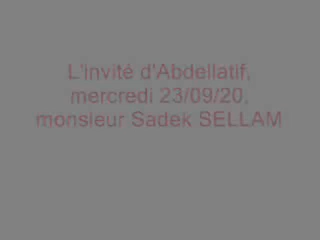 L'invité d'Abdellatif,
mercredi 23/09/20,
monsieur Sadek SELLAM